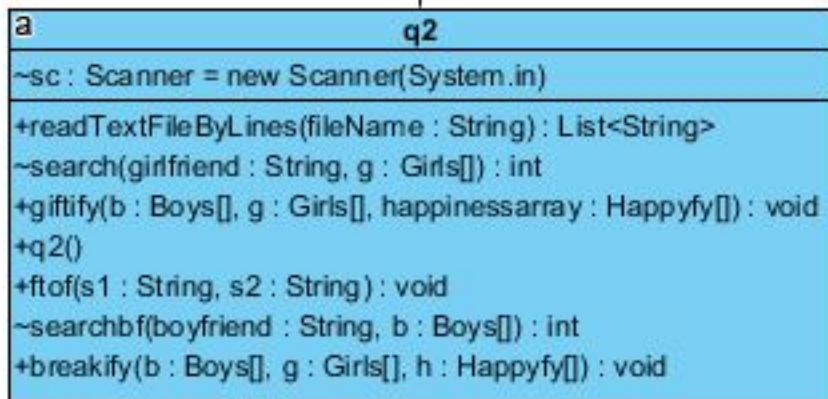 a
q2
~sc : Scanner = new Scanner(System.in)
+readTextFileByLines(fileName : String) : List<String>
~search(girlfriend : String, g : Girls[]) : int
+giftify(b : Boys[], g : Girls[], happinessarray : Happyfy[]) : void
+q2()
+ftof(s1 : String, s2 : String) : void
~searchbf(boyfriend : String, b : Boys[]) : int
+breakify(b : Boys[], g : Girls[], h : Happyfy[]) : void